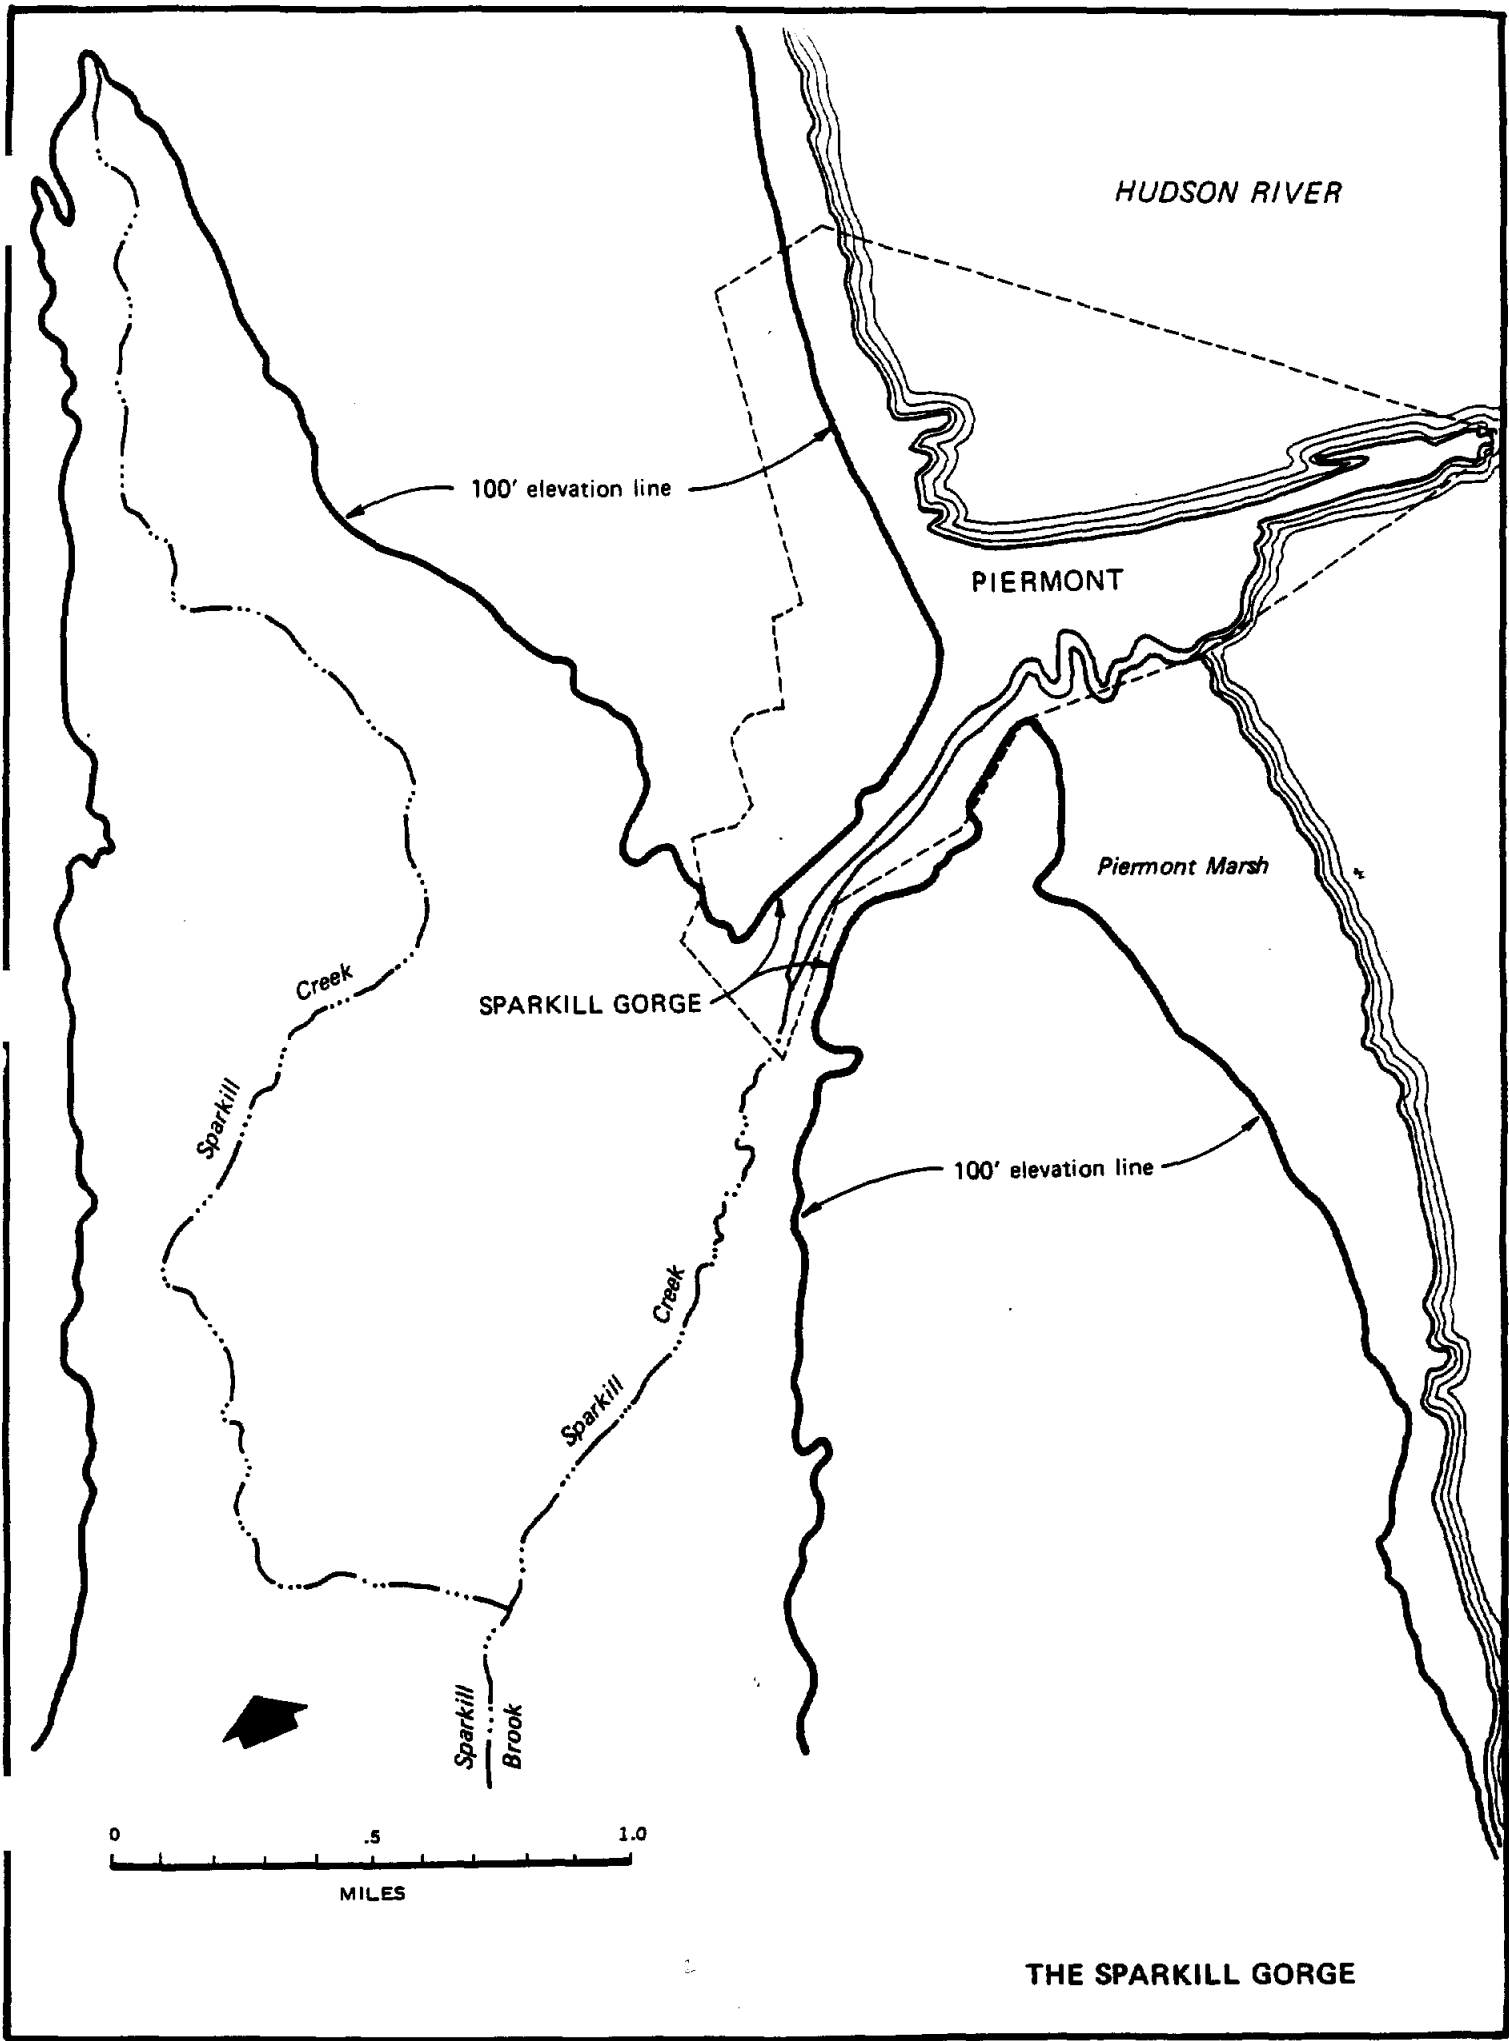 HUDSON RIVER
100' elevation line
PIERMONT
Piermont Marsh
Creek
SPARKILL GORGE
Sparkill
100' elevation line
Creek
Sparkill
Sparkill
Brook
0 .5 1.0
MILES
THE SPARKILL GORGE